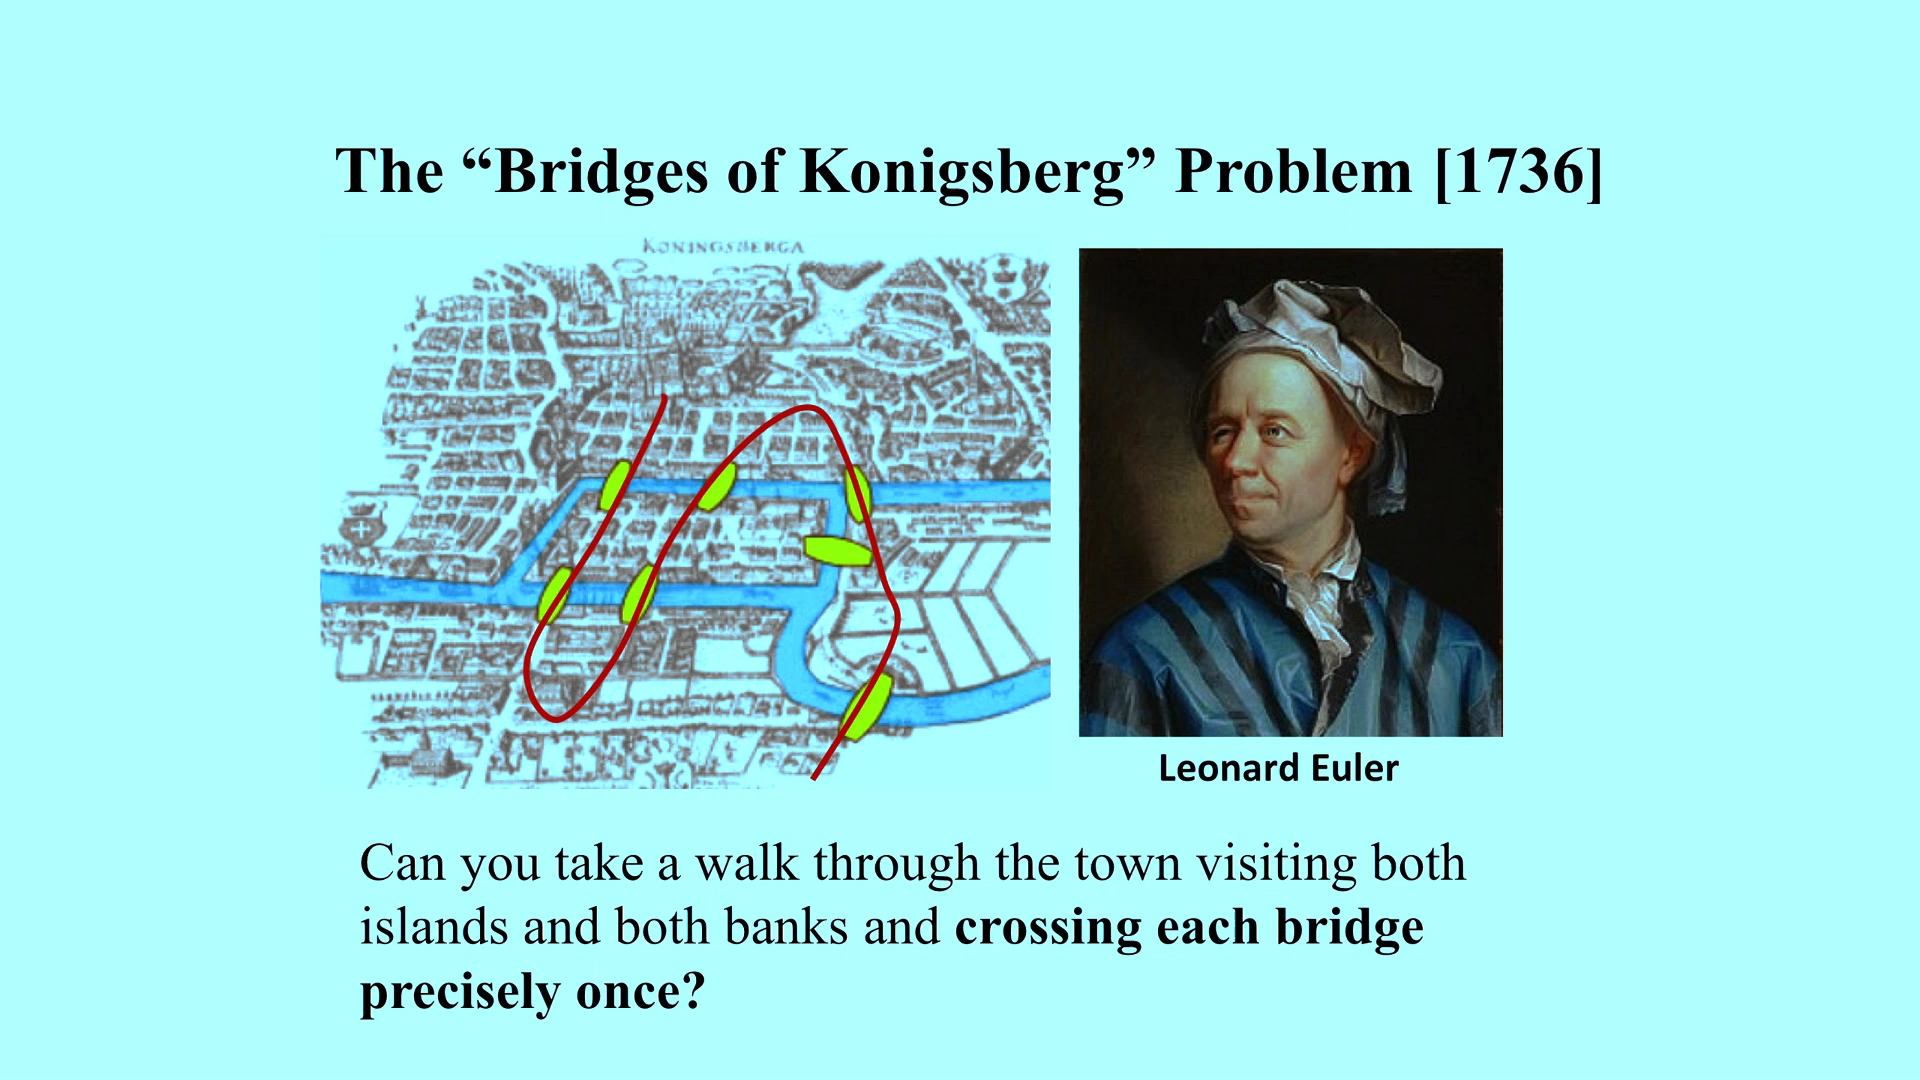 The “Bridges of Konigsberg” Problem [1736]
KONINGSBERGA
Leonard Euler
Can you take a walk through the town visiting both
islands and both banks and crossing each bridge
precisely once?